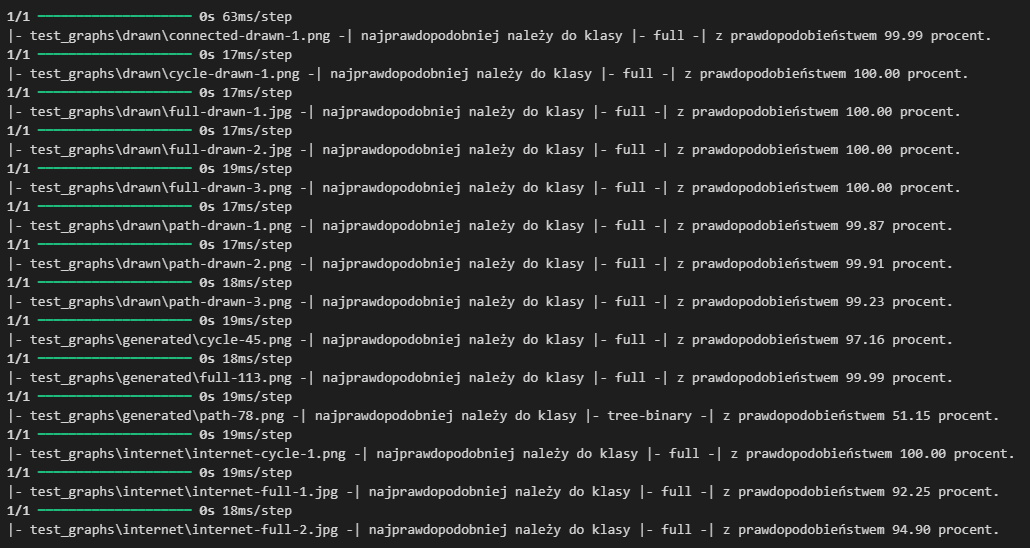 1/1 ━━━━━━━━━━━━━━━━━━━━ 0s 63ms/step
|- test_graphs\drawn\connected-drawn-1.png -| najprawdopodobniej należy do klasy |- full -| z prawdopodobieństwem 99.99 procent.
1/1 ━━━━━━━━━━━━━━━━━━━━ 0s 17ms/step
|- test_graphs\drawn\cycle-drawn-1.png -| najprawdopodobniej należy do klasy |- full -| z prawdopodobieństwem 100.00 procent.
1/1 ━━━━━━━━━━━━━━━━━━━━ 0s 17ms/step
|- test_graphs\drawn\full-drawn-1.jpg -| najprawdopodobniej należy do klasy |- full -| z prawdopodobieństwem 100.00 procent.
1/1 ━━━━━━━━━━━━━━━━━━━━ 0s 17ms/step
|- test_graphs\drawn\full-drawn-2.jpg -| najprawdopodobniej należy do klasy |- full -| z prawdopodobieństwem 100.00 procent.
1/1 ━━━━━━━━━━━━━━━━━━━━ 0s 19ms/step
|- test_graphs\drawn\full-drawn-3.png -| najprawdopodobniej należy do klasy |- full -| z prawdopodobieństwem 100.00 procent.
1/1 ━━━━━━━━━━━━━━━━━━━━ 0s 17ms/step
|- test_graphs\drawn\path-drawn-1.png -| najprawdopodobniej należy do klasy |- full -| z prawdopodobieństwem 99.87 procent.
1/1 ━━━━━━━━━━━━━━━━━━━━ 0s 17ms/step
|- test_graphs\drawn\path-drawn-2.png -| najprawdopodobniej należy do klasy |- full -| z prawdopodobieństwem 99.91 procent.
1/1 ━━━━━━━━━━━━━━━━━━━━ 0s 18ms/step
|- test_graphs\drawn\path-drawn-3.png -| najprawdopodobniej należy do klasy |- full -| z prawdopodobieństwem 99.23 procent.
1/1 ━━━━━━━━━━━━━━━━━━━━ 0s 19ms/step
|- test_graphs\generated\cycle-45.png -| najprawdopodobniej należy do klasy |- full -| z prawdopodobieństwem 97.16 procent.
1/1 ━━━━━━━━━━━━━━━━━━━━ 0s 18ms/step
|- test_graphs\generated\full-113.png -| najprawdopodobniej należy do klasy |- full -| z prawdopodobieństwem 99.99 procent.
1/1 ━━━━━━━━━━━━━━━━━━━━ 0s 19ms/step
|- test_graphs\generated\path-78.png -| najprawdopodobniej należy do klasy |- tree-binary -| z prawdopodobieństwem 51.15 procent.
1/1 ━━━━━━━━━━━━━━━━━━━━ 0s 19ms/step
|- test_graphs\internet\internet-cycle-1.png -| najprawdopodobniej należy do klasy |- full -| z prawdopodobieństwem 100.00 procent.
1/1 ━━━━━━━━━━━━━━━━━━━━ 0s 19ms/step
|- test_graphs\internet\internet-full-1.jpg -| najprawdopodobniej należy do klasy |- full -| z prawdopodobieństwem 92.25 procent.
1/1 ━━━━━━━━━━━━━━━━━━━━ 0s 18ms/step
|- test_graphs\internet\internet-full-2.jpg -| najprawdopodobniej należy do klasy |- full -| z prawdopodobieństwem 94.90 procent.